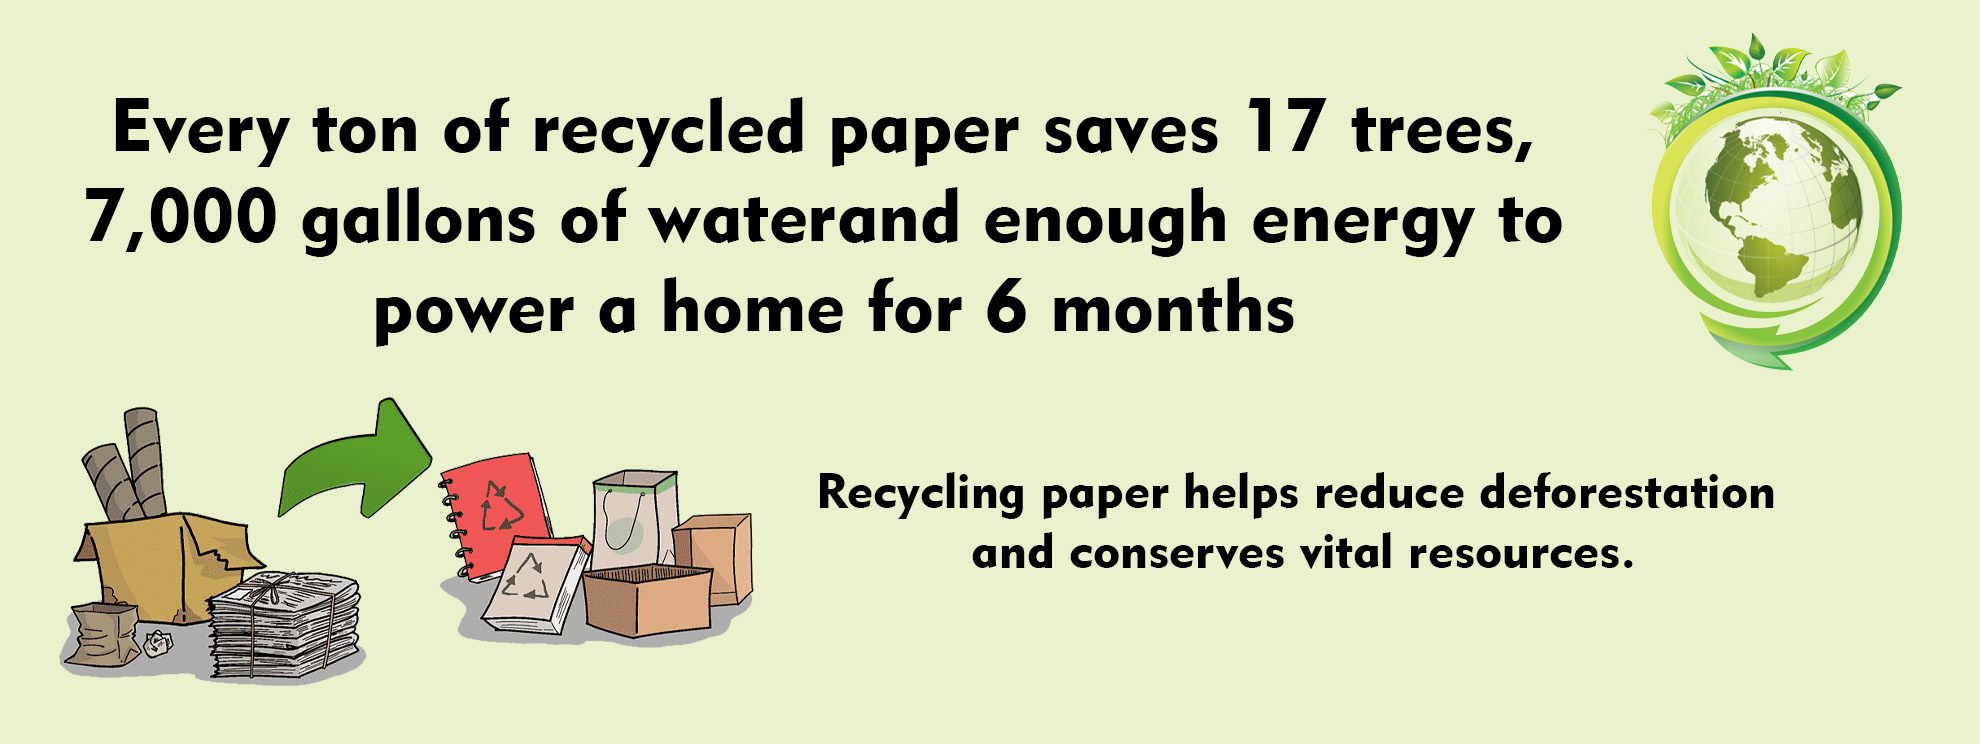 Every ton of recycled paper saves 17 trees,
7,000 gallons of waterand enough energy to
power a home for 6 months
Recycling paper helps reduce deforestation
and conserves vital resources.